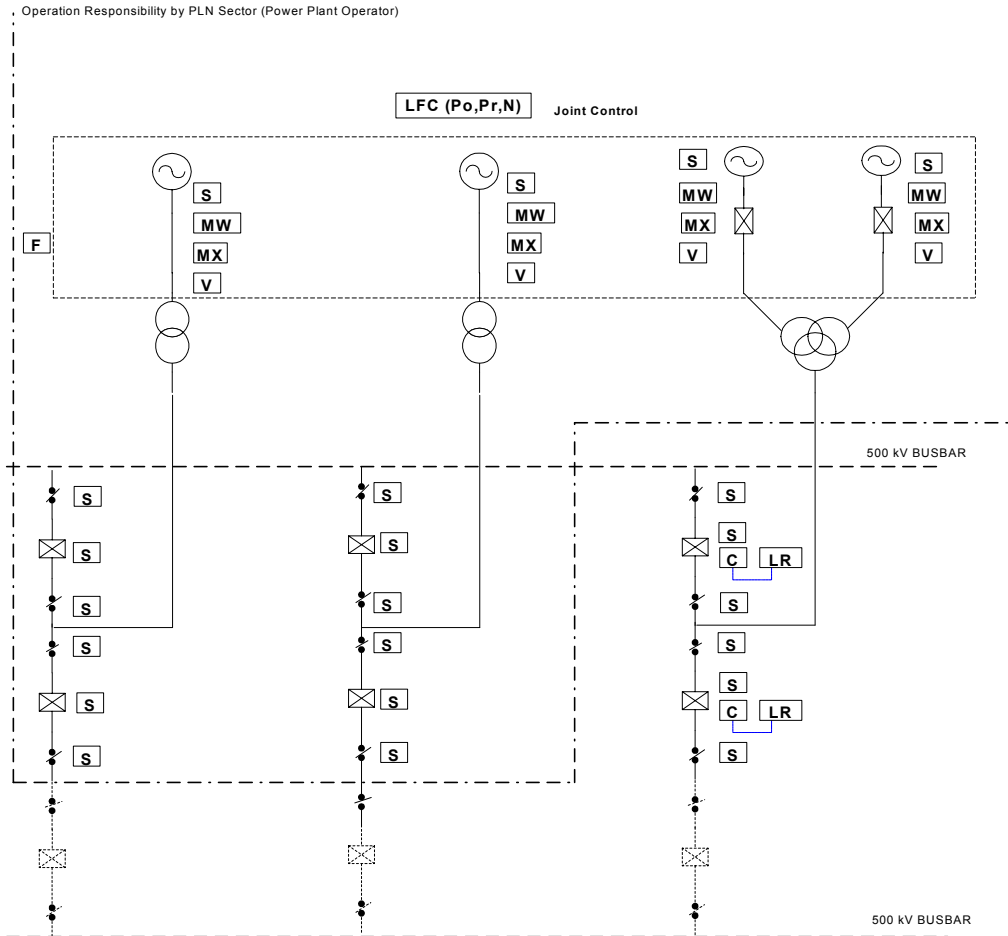 Operation Responsibility by PLN Sector (Power Plant Operator)
LFC (Po,Pr,N) Joint Control
S
MW
MX
V
S
MW
MX
V
S
MW
MX
V
S
MW
MX
V
F
500 kV BUSBAR
S
S
S
S
S
S
S
S
S
S
S
S
S
S
C LR
S
S
S
C LR
S
500 kV BUSBAR